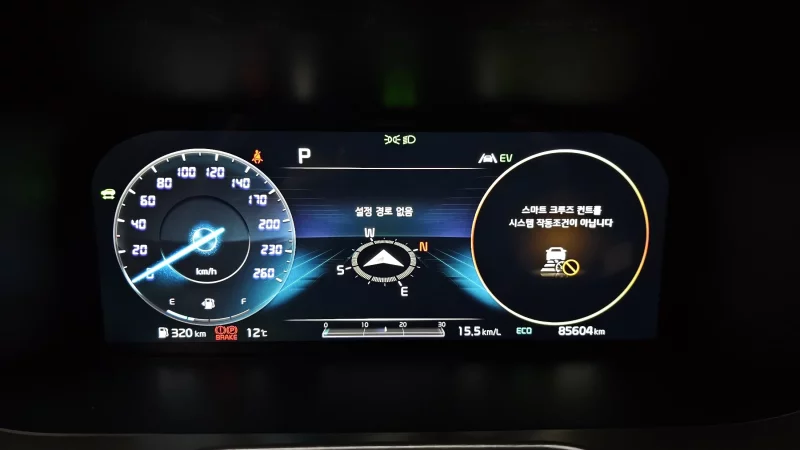 P
EV
100 120
80 140
60 170
40 200
20 230
0 260
km/h
E F
설정 경로 없음
W N
S E
스마트 크루즈 컨트롤
시스템 작동조건이 아닙니다
0 10 20 30
320 km
BRAKE
12℃
15.5 km/L
ECO
85604 km